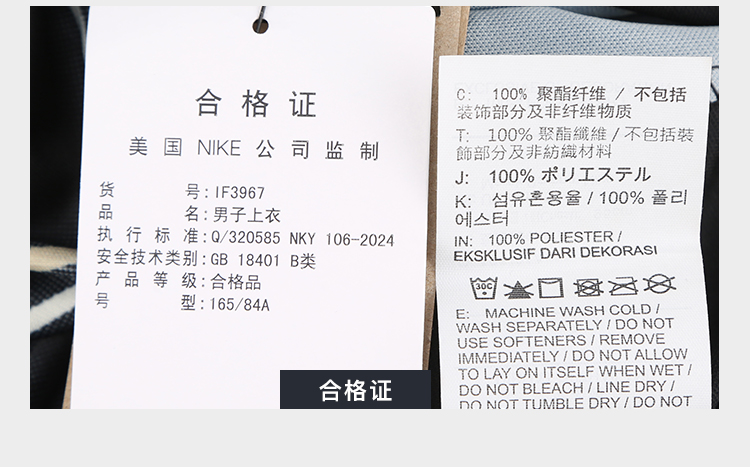 合格证
美国 NIKE 公司监制
货号: IF3967
品名: 男子上衣
执行标准: Q/320585 NKY 106-2024
安全技术类别: GB 18401 B类
产品等级: 合格品
号型: 165/84A
合格证
C: 100% 聚酯纤维 / 不包括
装饰部分及非纤维物质
T: 100% 聚酯纖維 / 不包括裝
飾部分及非紡織材料
J: 100% ポリエステル
K: 섬유혼용율 / 100% 폴리
에스터
IN: 100% POLIESTER /
EKSKLUSIF DARI DEKORASI
30C
E: MACHINE WASH COLD /
WASH SEPARATELY / DO NOT
USE SOFTENERS / REMOVE
IMMEDIATELY / DO NOT ALLOW
TO LAY ON ITSELF WHEN WET /
DO NOT BLEACH / LINE DRY /
DO NOT TUMBLE DRY / DO NOT